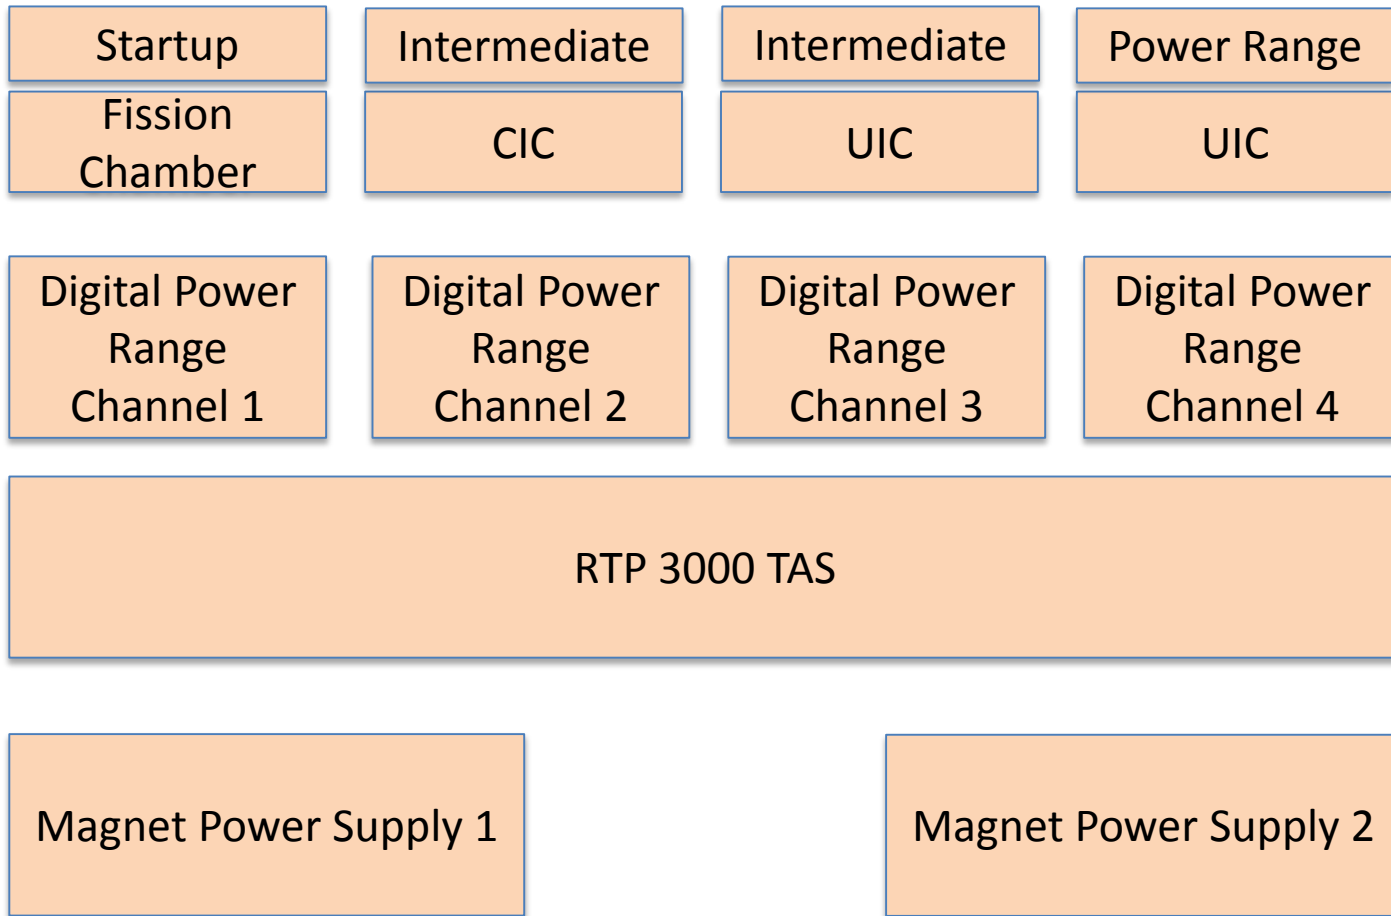 Startup
Intermediate
Intermediate
Power Range
Fission
Chamber
CIC
UIC
UIC
Digital Power
Range
Channel 1
Digital Power
Range
Channel 2
Digital Power
Range
Channel 3
Digital Power
Range
Channel 4
RTP 3000 TAS
Magnet Power Supply 1
Magnet Power Supply 2